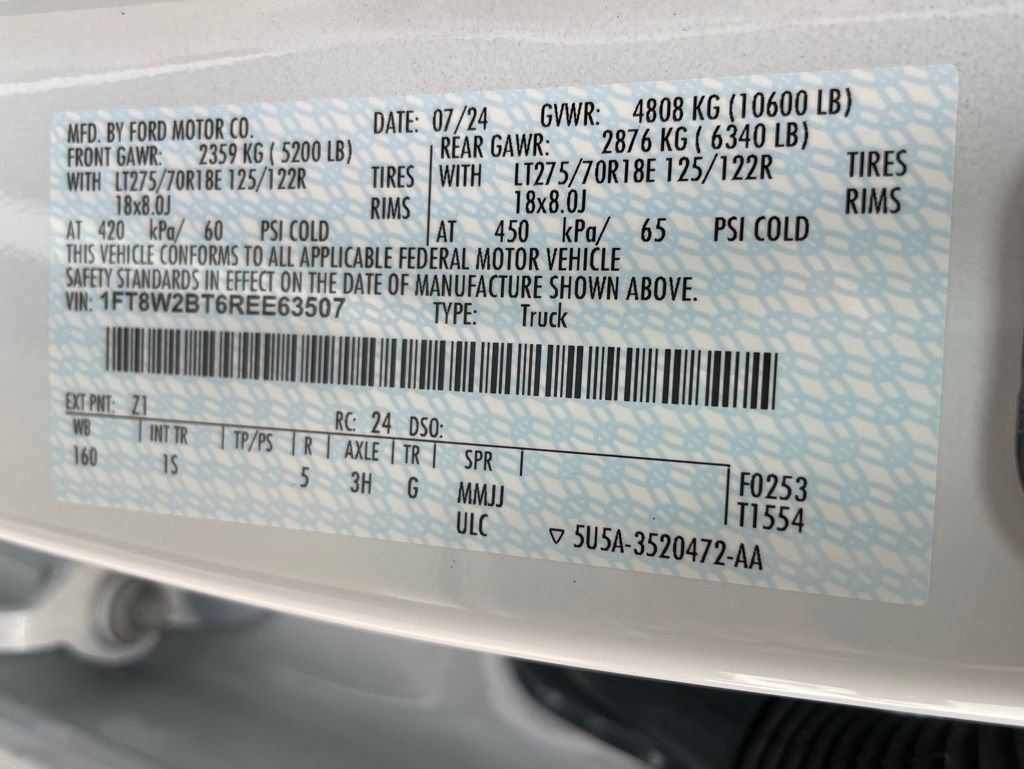 MFD. BY FORD MOTOR CO. DATE: 07/24 GVWR: 4808 KG (10600 LB)
FRONT GAWR: 2359 KG ( 5200 LB) REAR GAWR: 2876 KG ( 6340 LB)
WITH LT275/70R18E 125/122R TIRES WITH LT275/70R18E 125/122R TIRES
18x8.0J RIMS 18x8.0J RIMS
AT 420 kPa/ 60 PSI COLD AT 450 kPa/ 65 PSI COLD
THIS VEHICLE CONFORMS TO ALL APPLICABLE FEDERAL MOTOR VEHICLE
SAFETY STANDARDS IN EFFECT ON THE DATE OF MANUFACTURE SHOWN ABOVE.
VIN: 1FT8W2BT6REE63507 TYPE: Truck
EXT PNT: Z1 RC: 24 DSO:
WB INT TR TP/PS R AXLE TR SPR
160 1S 5 3H G MMJJ F0253
ULC T1554
▽ 5U5A-3520472-AA